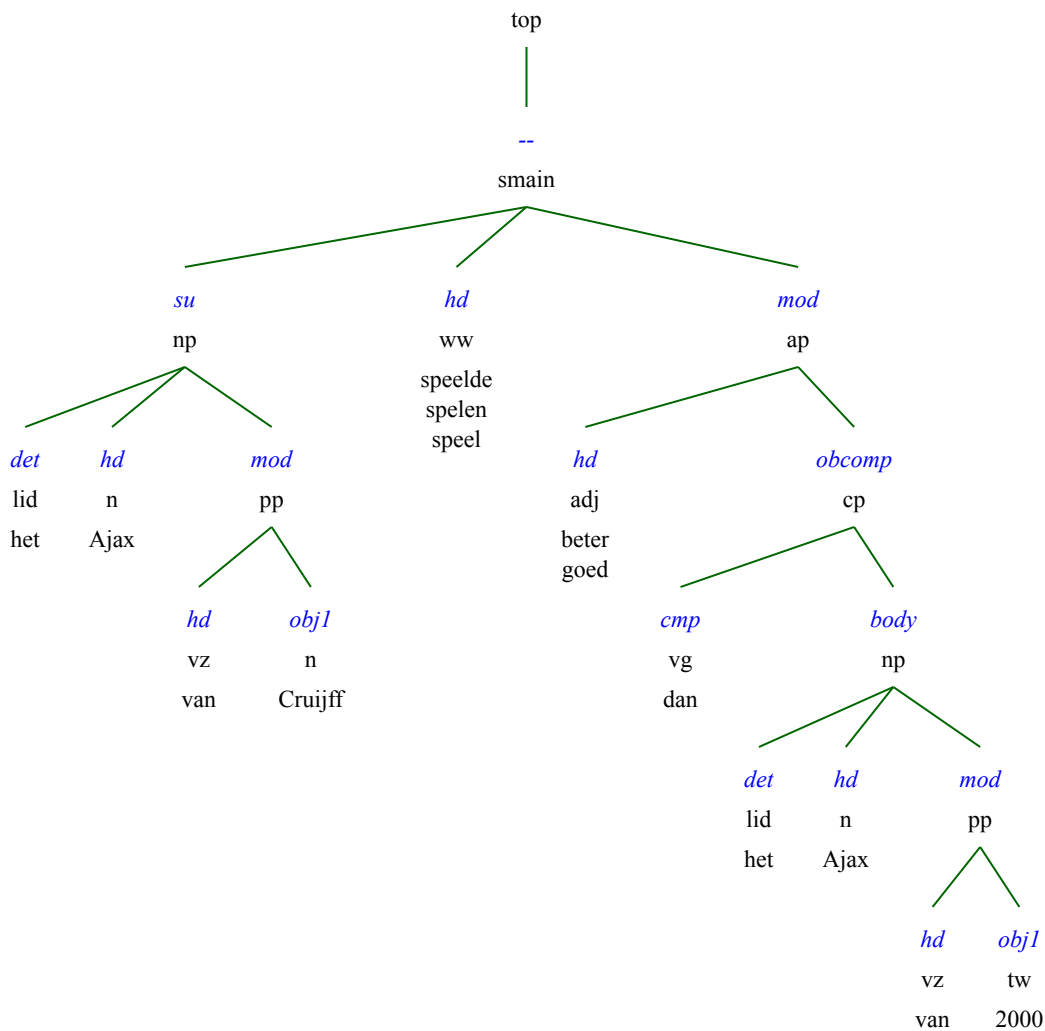 top
--
smain
su hd mod
np ww ap
speelde
spelen
speel
det hd mod hd obcomp
lid n pp adj cp
het Ajax beter
goed
hd obj1 cmp body
vz n vg np
van Cruijff dan
det hd mod
lid n pp
het Ajax
hd obj1
vz tw
van 2000